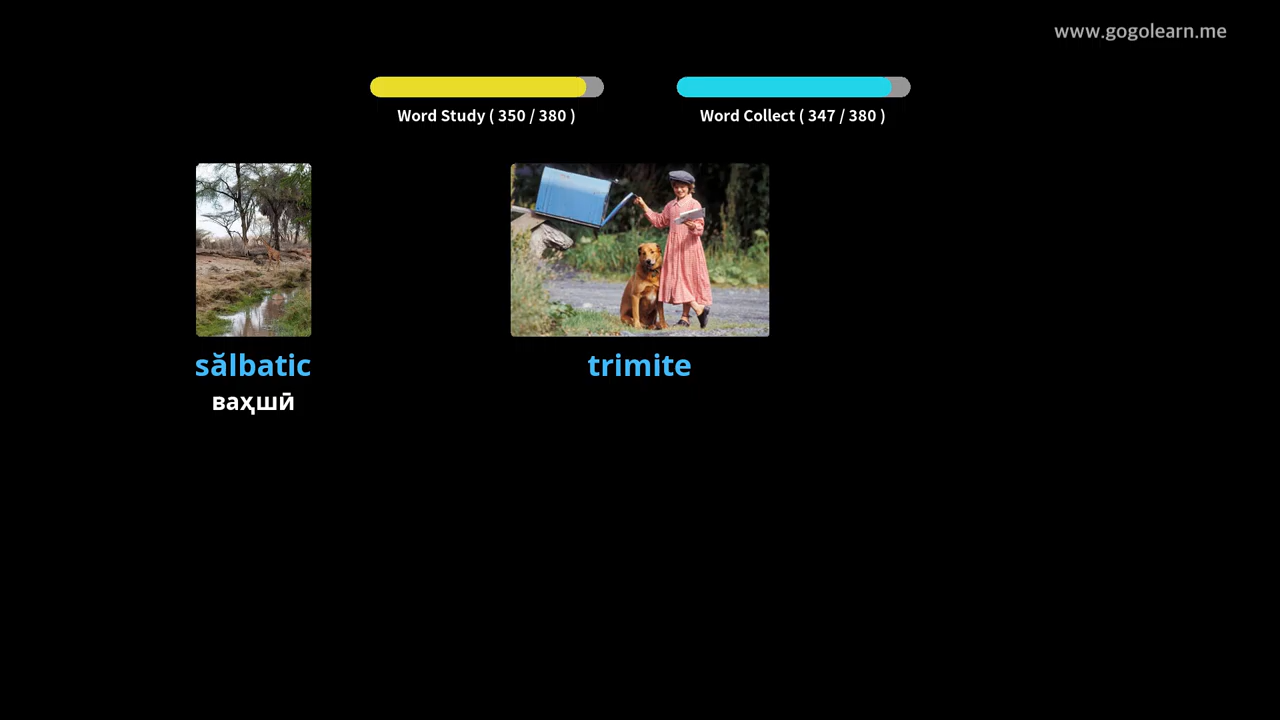 www.gogolearn.me
Word Study ( 350 / 380 )
Word Collect ( 347 / 380 )
sălbatic
trimite
ваҳшӣ